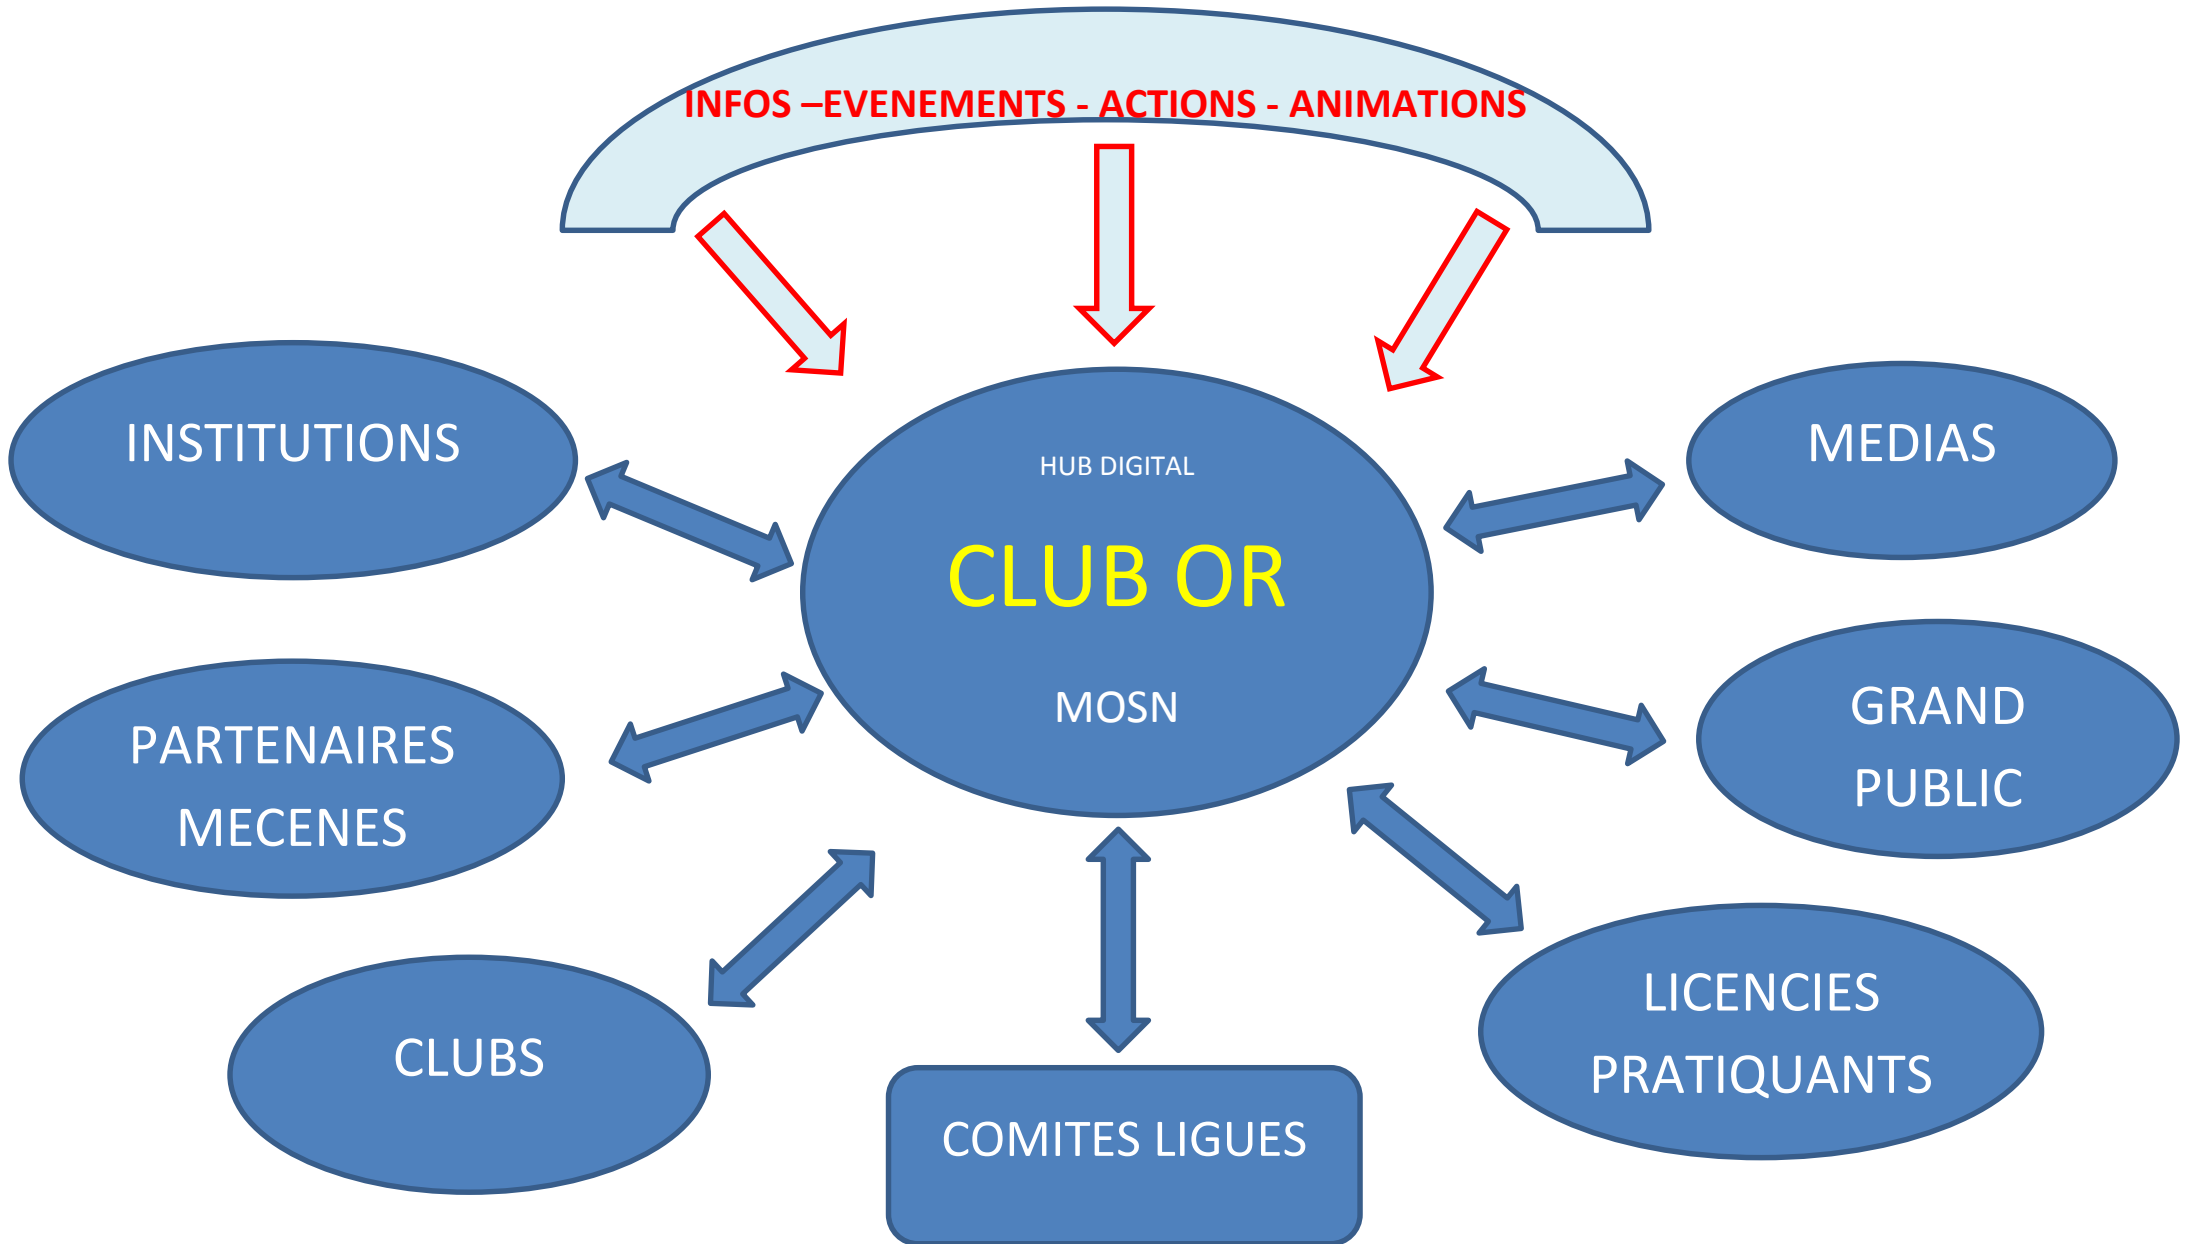 INFOS –EVENEMENTS - ACTIONS - ANIMATIONS
INSTITUTIONS
MEDIAS
HUB DIGITAL
CLUB OR
MOSN
PARTENAIRES
MECENES
GRAND
PUBLIC
CLUBS
LICENCIES
PRATIQUANTS
COMITES LIGUES